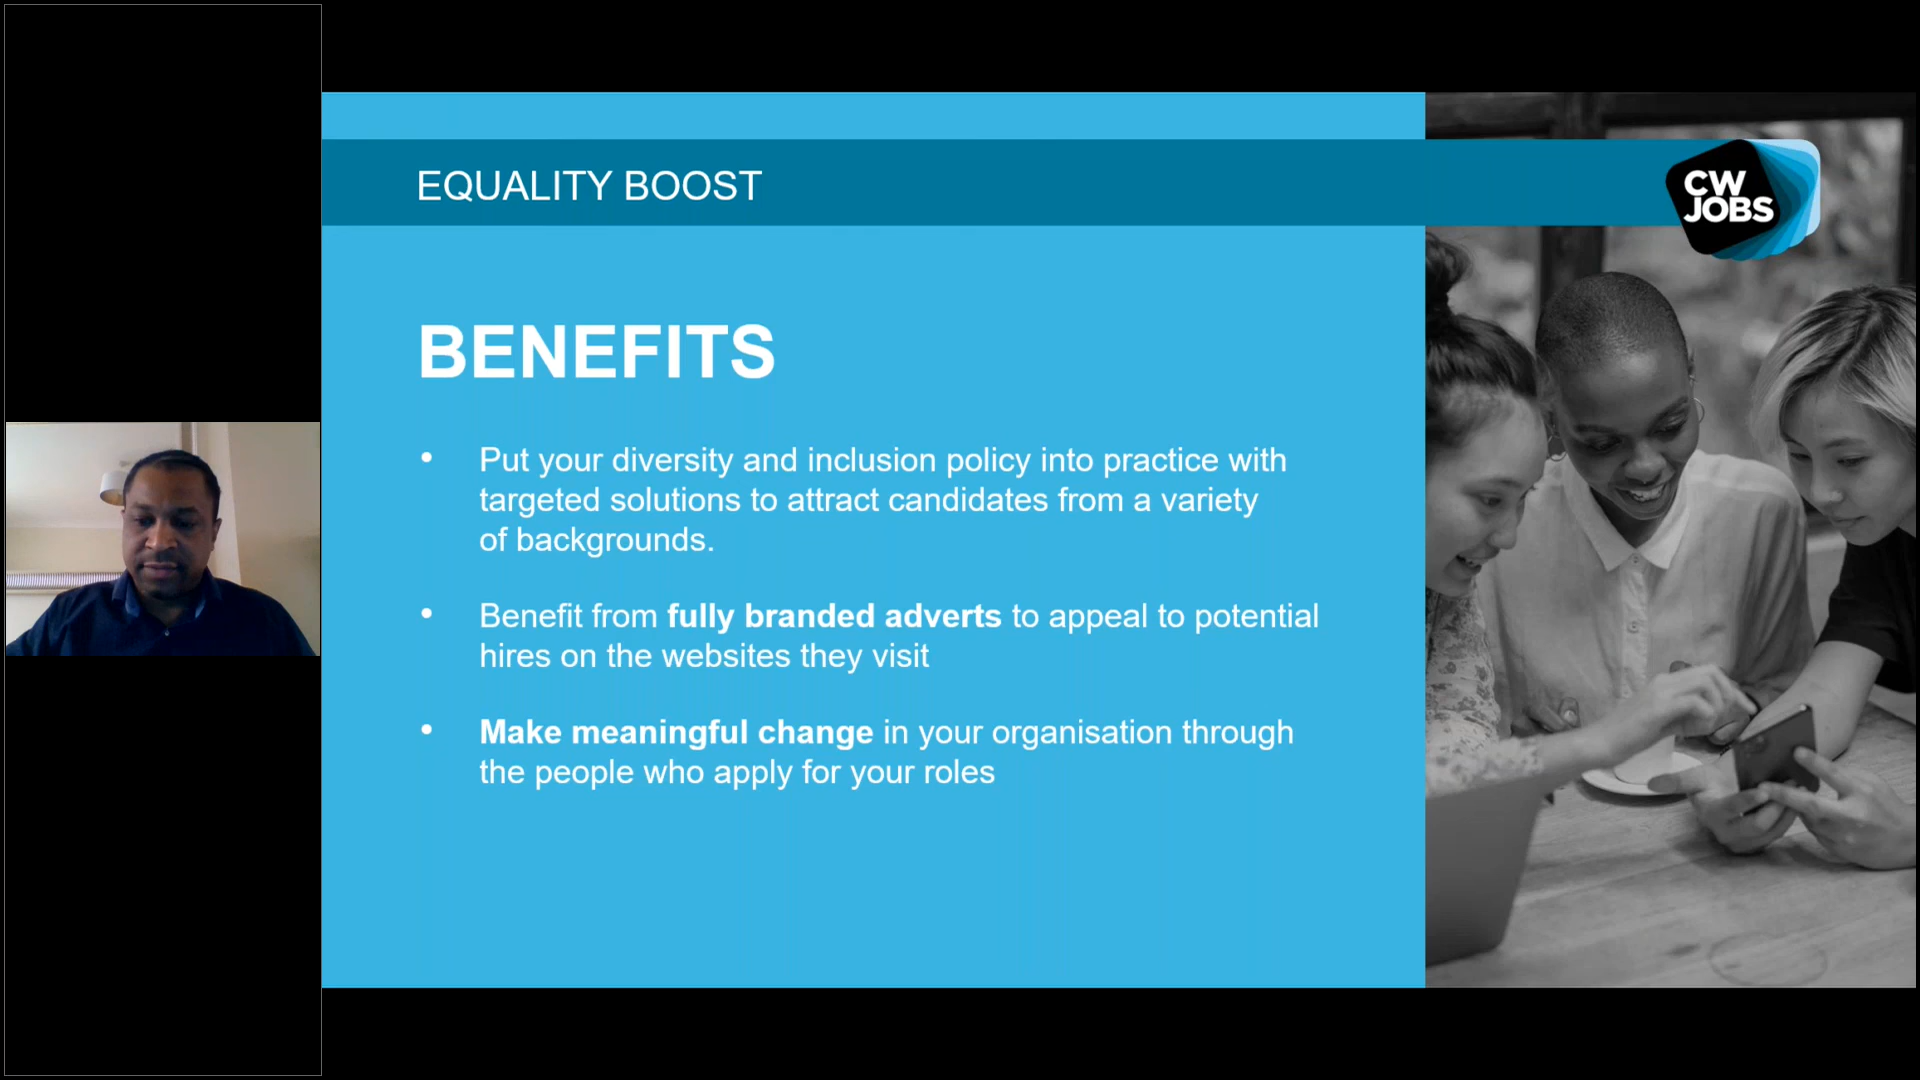 EQUALITY BOOST
CW
JOBS
BENEFITS
• Put your diversity and inclusion policy into practice with
targeted solutions to attract candidates from a variety
of backgrounds.
• Benefit from fully branded adverts to appeal to potential
hires on the websites they visit
• Make meaningful change in your organisation through
the people who apply for your roles